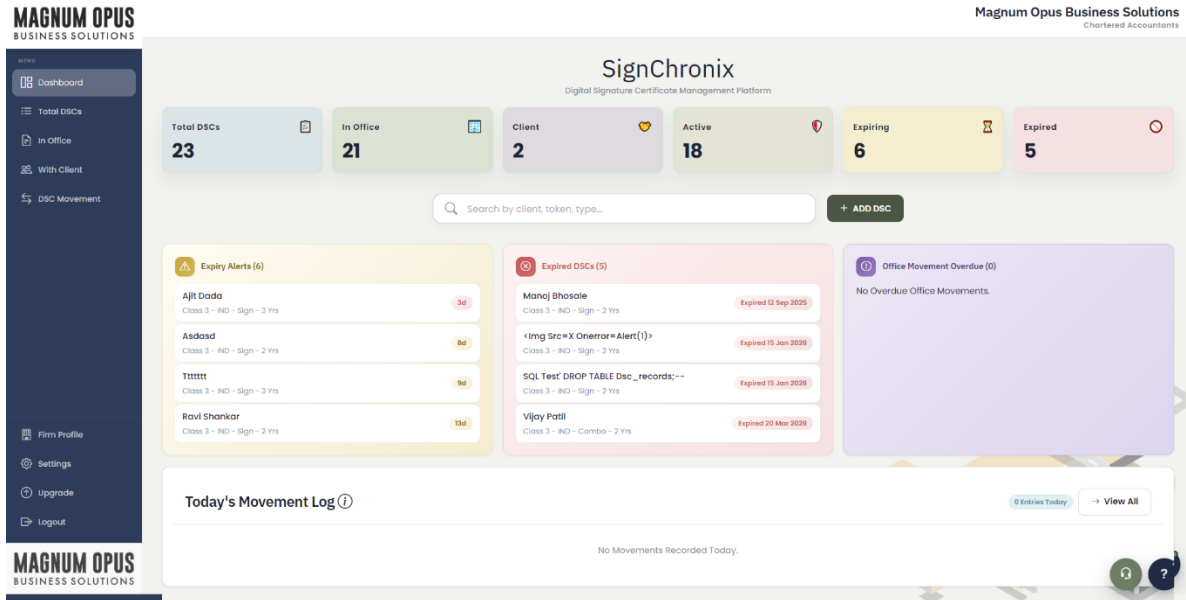 MAGNUM OPUS
BUSINESS SOLUTIONS
Magnum Opus Business Solutions
Chartered Accountants
MENU
Dashboard
Total DSCs
In Office
With Client
DSC Movement
Firm Profile
Settings
Upgrade
Logout
MAGNUM OPUS
BUSINESS SOLUTIONS
SignChronix
Digital Signature Certificate Management Platform
Total DSCs
23
In Office
21
Client
2
Active
18
Expiring
6
Expired
5
Search by client, token, type...
+ ADD DSC
Expiry Alerts (6)
Ajit Dada
3d
Class 3 - IND - Sign - 3 Yrs
Asdasd
8d
Class 3 - IND - Sign - 2 Yrs
Ttttttt
9d
Class 3 - IND - Sign - 3 Yrs
Ravi Shankar
13d
Class 3 - IND - Sign - 2 Yrs
Expired DSCs (5)
Manoj Bhosale
Expired 12 Sep 2025
Class 3 - IND - Sign - 2 Yrs
<Img Src=X Onerror=Alert(1)>
Expired 15 Jan 2026
Class 3 - IND - Sign - 2 Yrs
SQL Test' DROP TABLE Dsc_records;--
Expired 15 Jan 2026
Class 3 - IND - Sign - 2 Yrs
Vijay Patil
Expired 20 Mar 2026
Class 3 - IND - Combo - 2 Yrs
Office Movement Overdue (0)
No Overdue Office Movements.
Today's Movement Log
0 Entries Today
→ View All
No Movements Recorded Today.
?